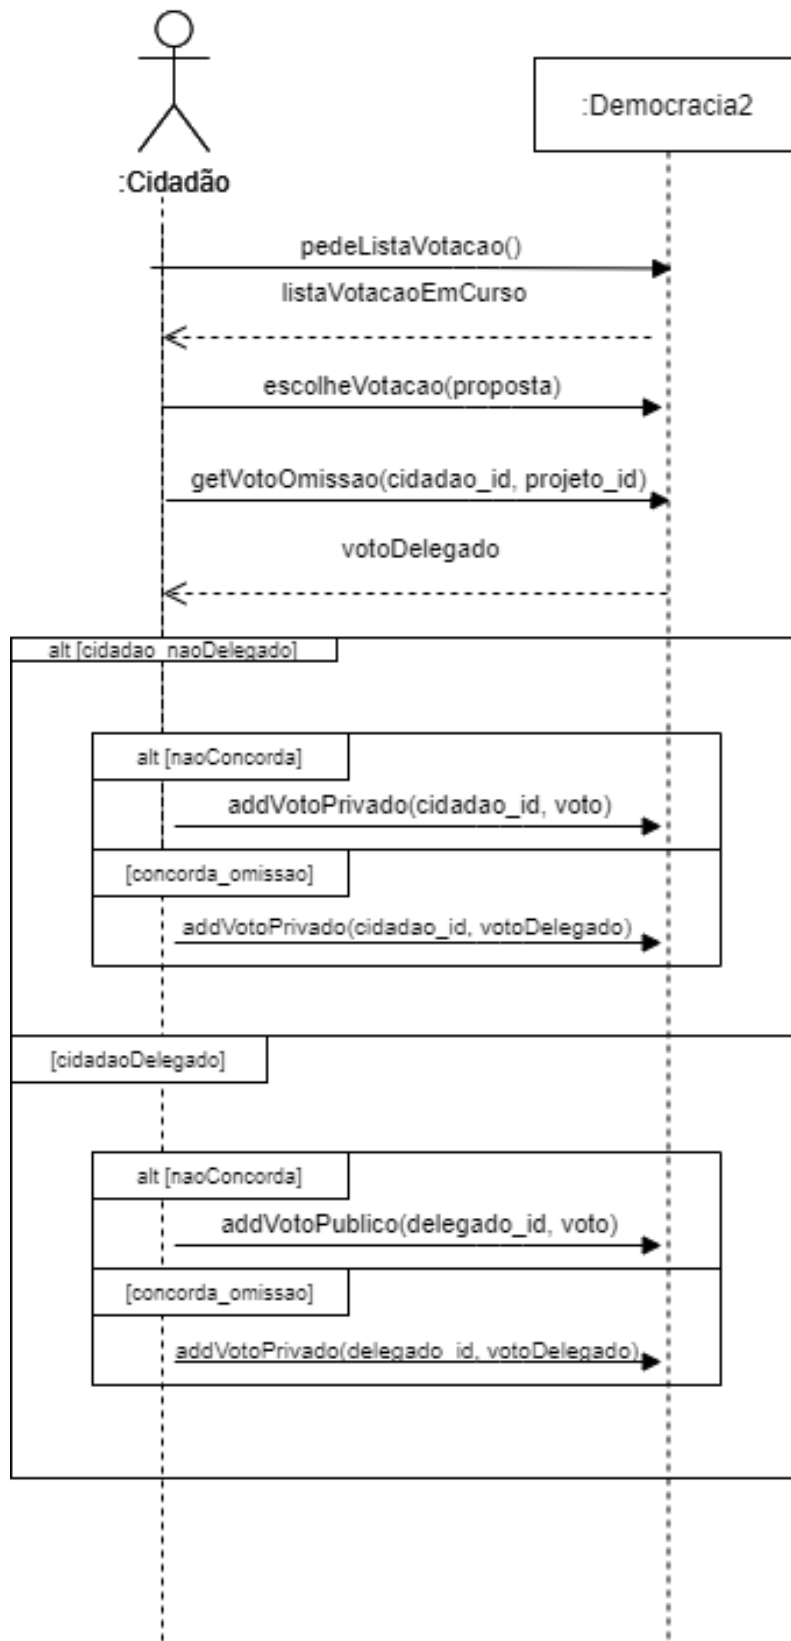 :Democracia2
:Cidadão
pedeListaVotacao()
listaVotacaoEmCurso
escolheVotacao(proposta)
getVotoOmissao(cidadao_id, projeto_id)
votoDelegado
alt [cidadao_naoDelegado]
alt [naoConcorda]
addVotoPrivado(cidadao_id, voto)
[concorda_omissao]
addVotoPrivado(cidadao_id, votoDelegado)
[cidadaoDelegado]
alt [naoConcorda]
addVotoPublico(delegado_id, voto)
[concorda_omissao]
addVotoPrivado(delegado_id, votoDelegado)